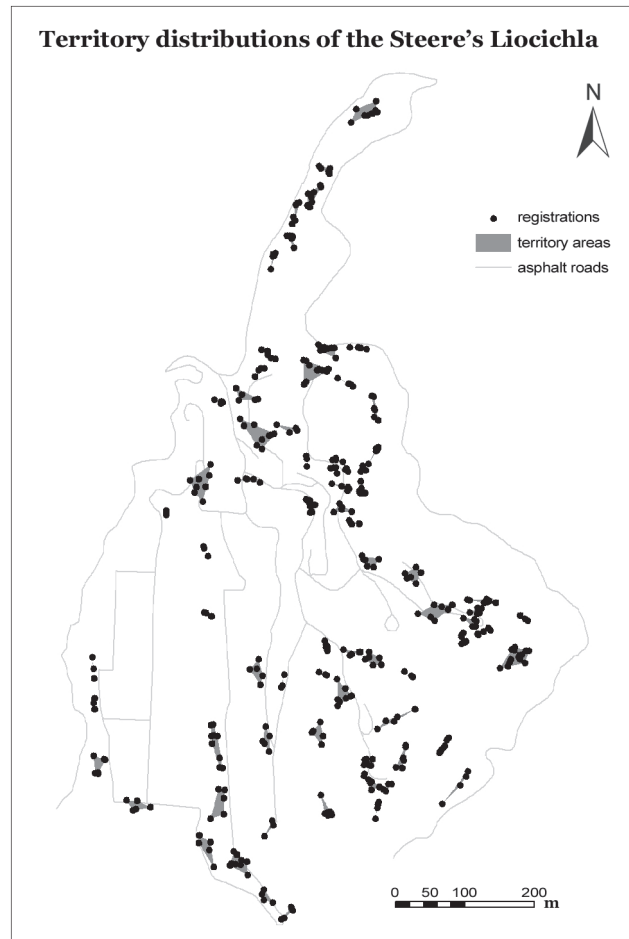 Territory distributions of the Steere’s Liocichla
N
registrations
territory areas
asphalt roads
0 50 100 200 m